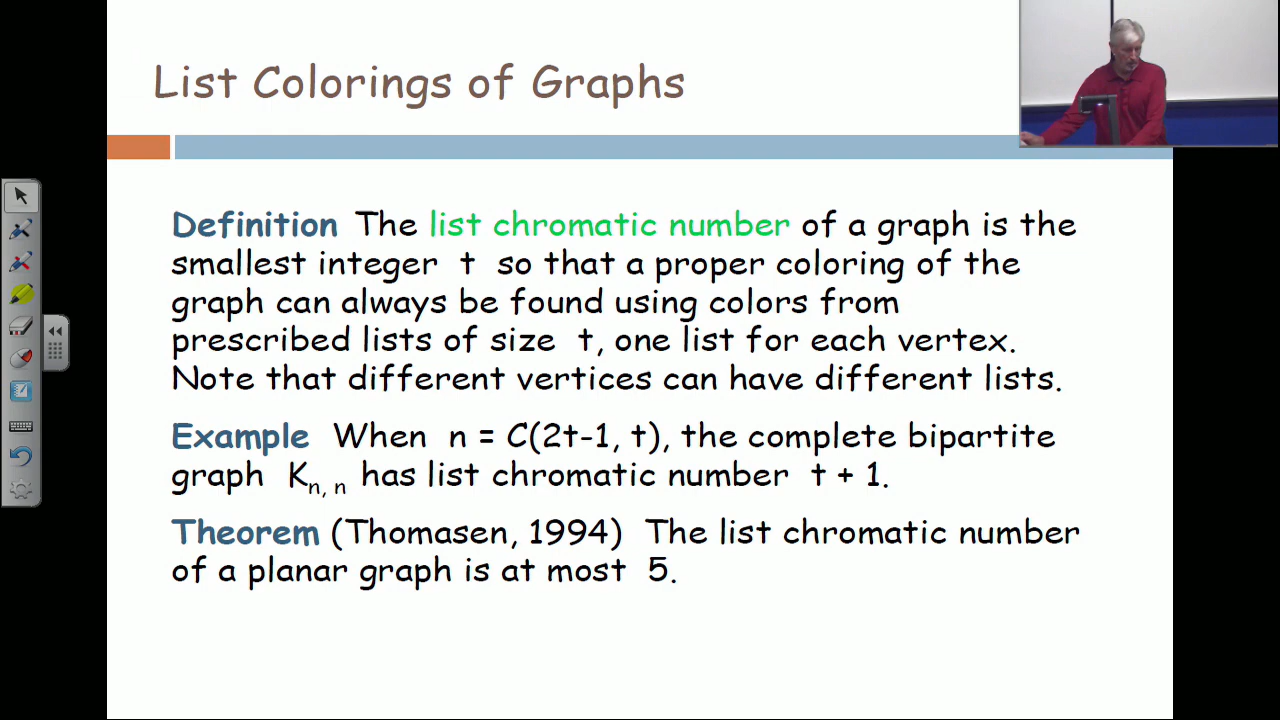 List Colorings of Graphs
Definition The list chromatic number of a graph is the
smallest integer t so that a proper coloring of the
graph can always be found using colors from
prescribed lists of size t, one list for each vertex.
Note that different vertices can have different lists.
Example When n = C(2t-1, t), the complete bipartite
graph Kn, n has list chromatic number t + 1.
Theorem (Thomasen, 1994) The list chromatic number
of a planar graph is at most 5.